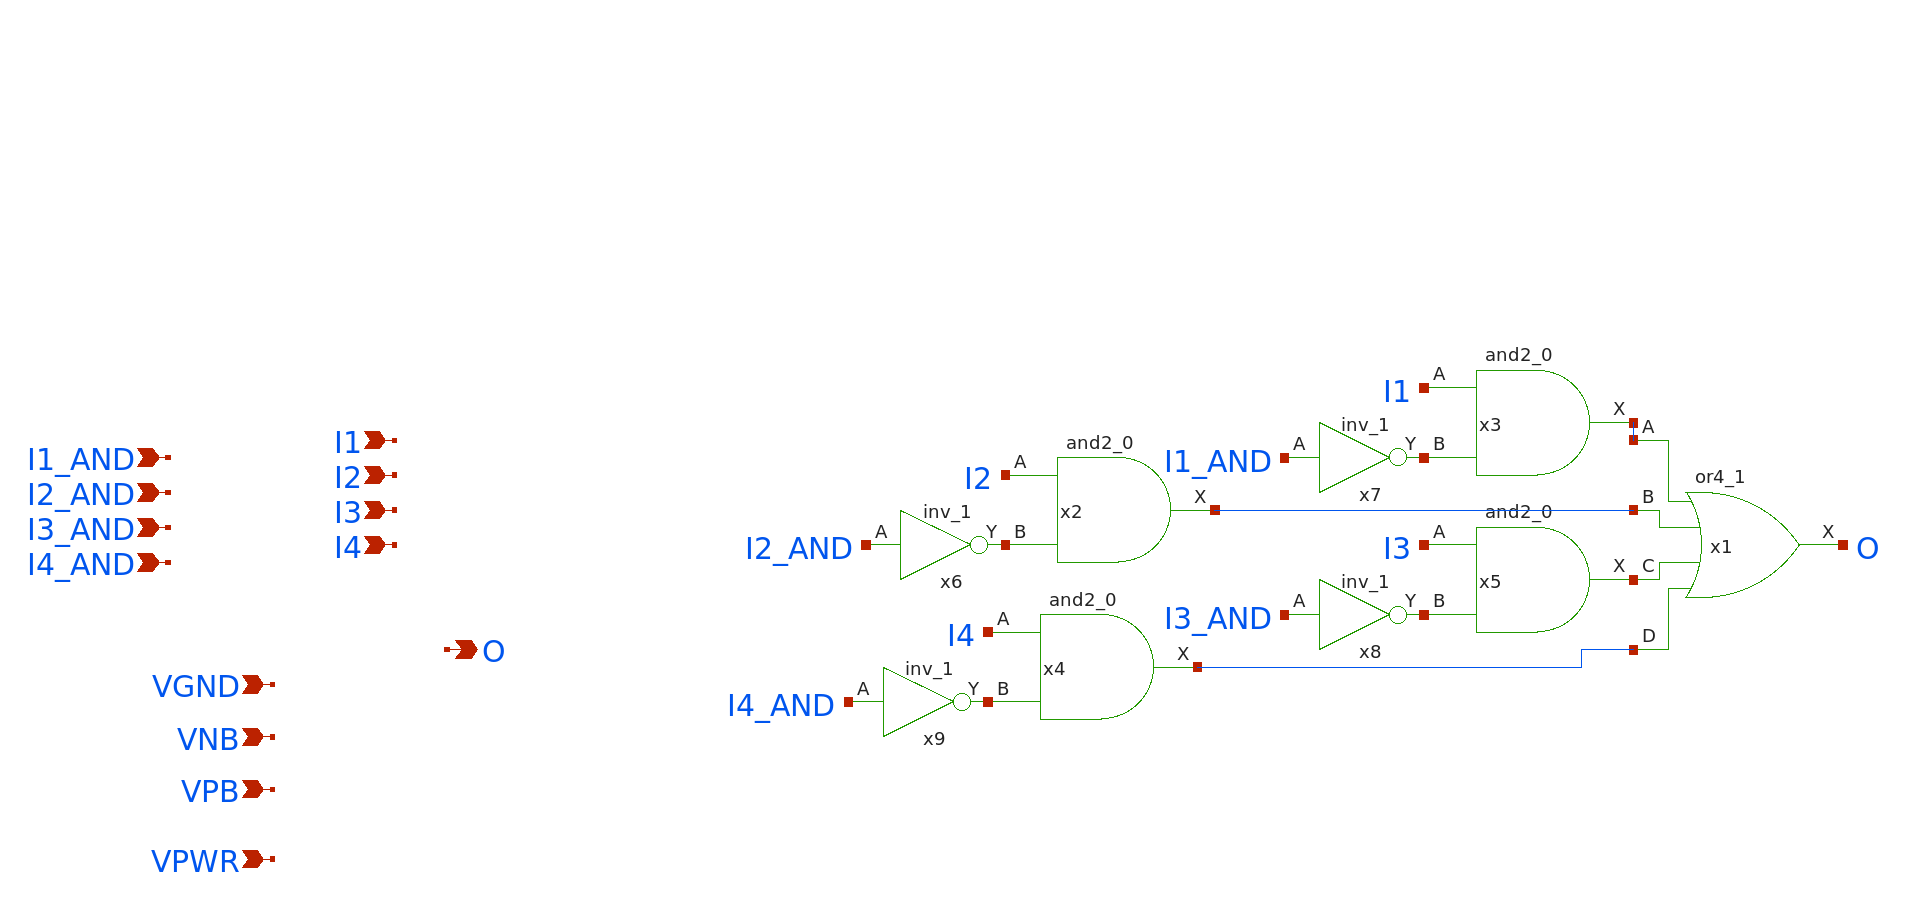 I1_AND
I2_AND
I3_AND
I4_AND
I1
I2
I3
I4
O
VGND
VNB
VPB
VPWR
and2_0
I1
A
x3
X
I1_AND
A
inv_1
Y
B
x7
and2_0
I2
A
x2
X
I2_AND
A
inv_1
Y
B
x6
and2_0
I3
A
x5
X
I3_AND
A
inv_1
Y
B
x8
and2_0
I4
A
x4
X
I4_AND
A
inv_1
Y
B
x9
or4_1
A
B
C
D
x1
X
O